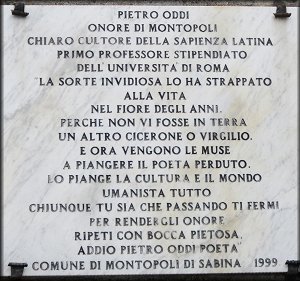 PIETRO ODDI
ONORE DI MONTOPOLI
CHIARO CULTORE DELLA SAPIENZA LATINA
PRIMO PROFESSORE STIPENDIATO
DELL'UNIVERSITA' DI ROMA
"LA SORTE INVIDIOSA LO HA STRAPPATO
ALLA VITA
NEL FIORE DEGLI ANNI.
PERCHE NON VI FOSSE IN TERRA
UN ALTRO CICERONE O VIRGILIO.
E ORA VENGONO LE MUSE
A PIANGERE IL POETA PERDUTO.
LO PIANGE LA CULTURA E IL MONDO
UMANISTA TUTTO
CHIUNQUE TU SIA CHE PASSANDO TI FERMI
PER RENDERGLI ONORE
RIPETI CON BOCCA PIETOSA.
ADDIO PIETRO ODDI POETA
COMUNE DI MONTOPOLI DI SABINA 1999